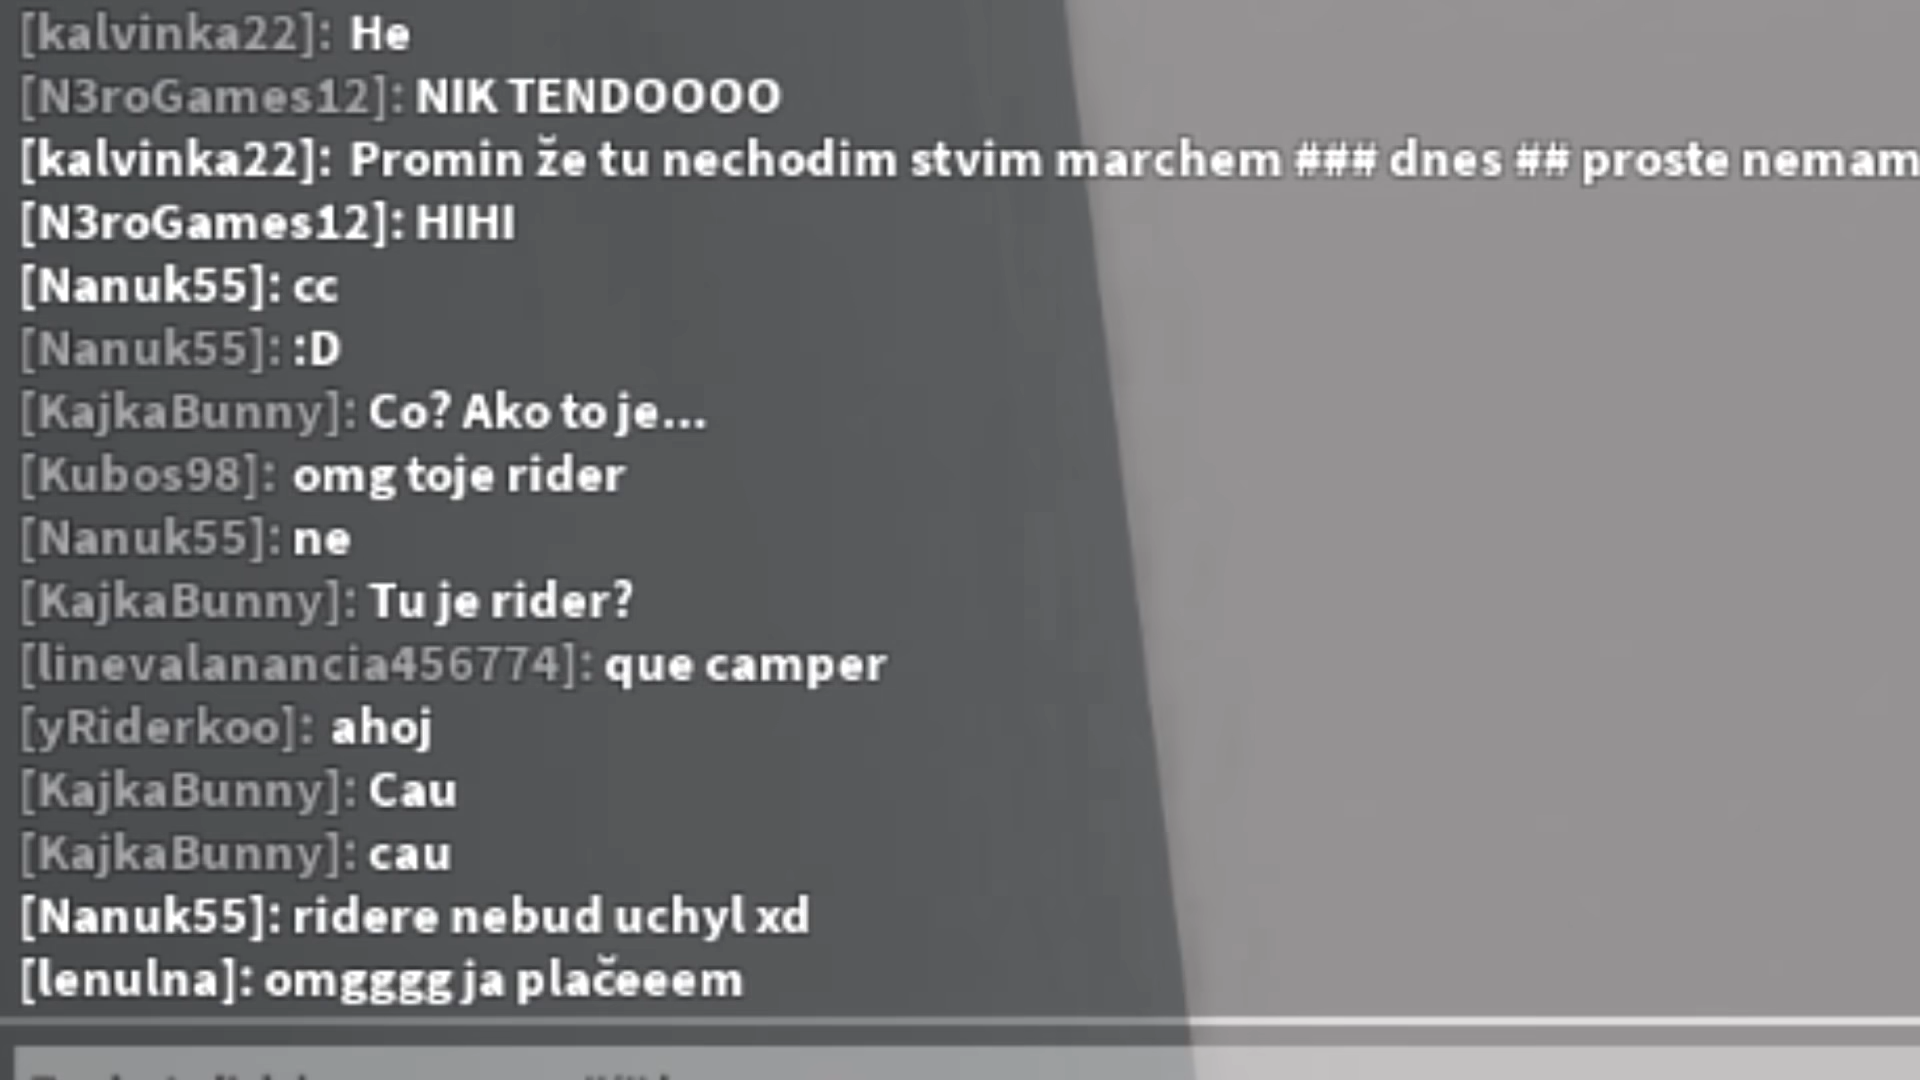 [kalvinka22]: He
[N3roGames12]: NIK TENDOOOO
[kalvinka22]: Promin že tu nechodim stvim marchem ### dnes ## proste nemam
[N3roGames12]: HIHI
[Nanuk55]: cc
[Nanuk55]: :D
[KajkaBunny]: Co? Ako to je...
[Kubos98]: omg toje rider
[Nanuk55]: ne
[KajkaBunny]: Tu je rider?
[linevalanancia456774]: que camper
[yRiderkoo]: ahoj
[KajkaBunny]: Cau
[KajkaBunny]: cau
[Nanuk55]: ridere nebud uchyl xd
[lenulna]: omgggg ja plačeeem